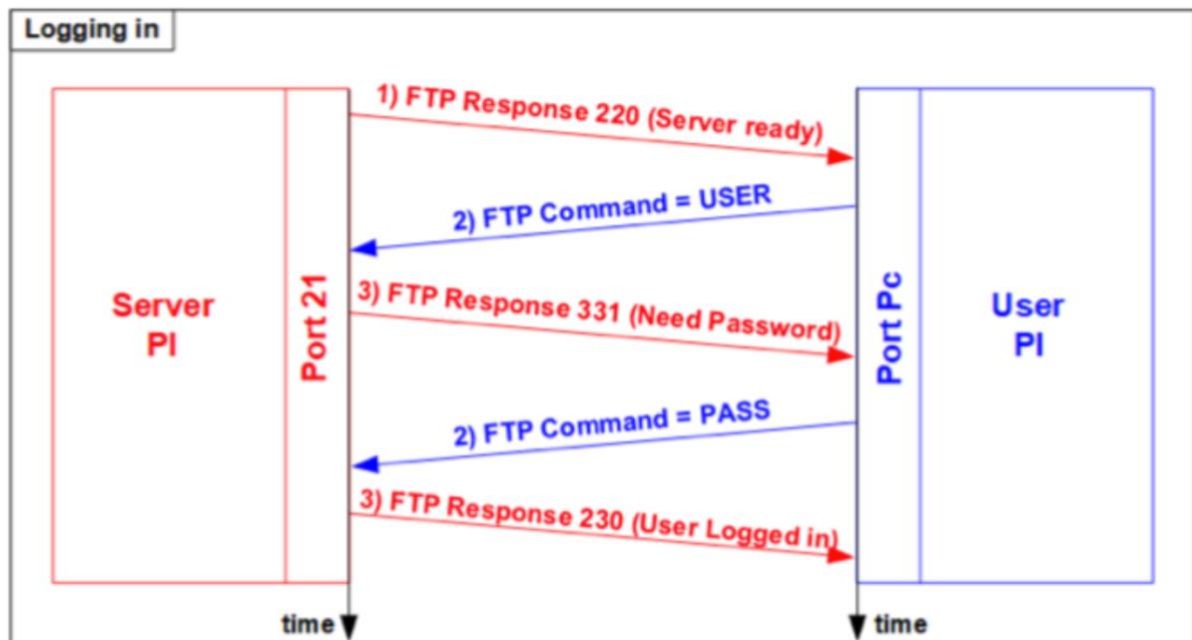 Logging in
1) FTP Response 220 (Server ready)
2) FTP Command = USER
3) FTP Response 331 (Need Password)
2) FTP Command = PASS
3) FTP Response 230 (User Logged in)
Server
PI
Port 21
Port Pc
User
PI
time
time